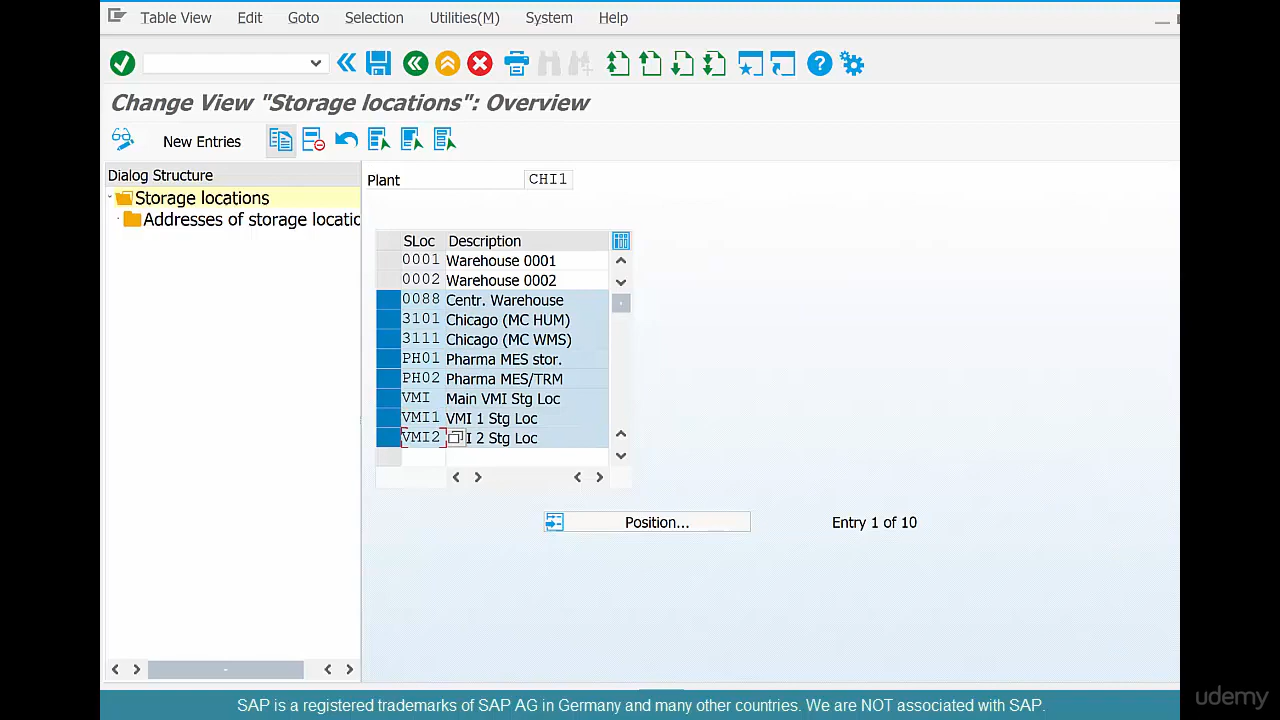 Table View Edit Goto Selection Utilities(M) System Help
Change View "Storage locations": Overview
New Entries
Dialog Structure
Storage locations
Addresses of storage locatic
Plant CHI1
SLoc Description
0001 Warehouse 0001
0002 Warehouse 0002
0088 Centr. Warehouse
3101 Chicago (MC HUM)
3111 Chicago (MC WMS)
PH01 Pharma MES stor.
PH02 Pharma MES/TRM
VMI Main VMI Stg Loc
VMI1 VMI 1 Stg Loc
VMI2 I 2 Stg Loc
Position... Entry 1 of 10
SAP is a registered trademarks of SAP AG in Germany and many other countries. We are NOT associated with SAP.
udemy